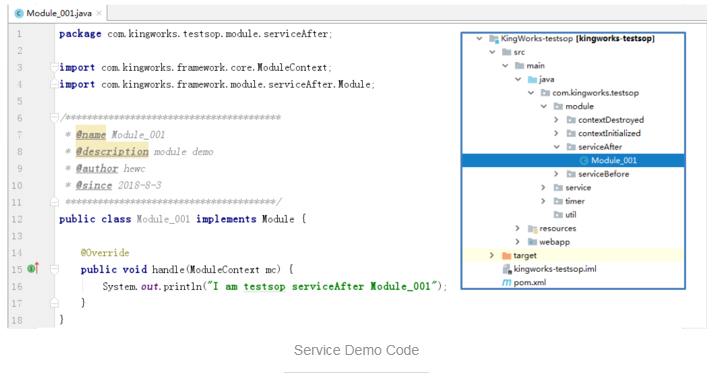 Module_001.java
1 package com.kingworks.testsop.module.serviceAfter;
2
3 import com.kingworks.framework.core.ModuleContext;
4 import com.kingworks.framework.module.serviceAfter.Module;
5
6 /***************************************
7 * @name Module_001
8 * @description module demo
9 * @author hewc
10 * @since 2018-8-3
11 ***************************************/
12 public class Module_001 implements Module {
13
14 @Override
15 public void handle(ModuleContext mc) {
16 System.out.println("I am testsop serviceAfter Module_001");
17 }
18 }
KingWorks-testsop [kingworks-testsop]
src
main
java
com.kingworks.testsop
module
contextDestroyed
contextInitialized
serviceAfter
Module_001
serviceBefore
service
timer
util
resources
webapp
target
kingworks-testsop.iml
pom.xml
Service Demo Code